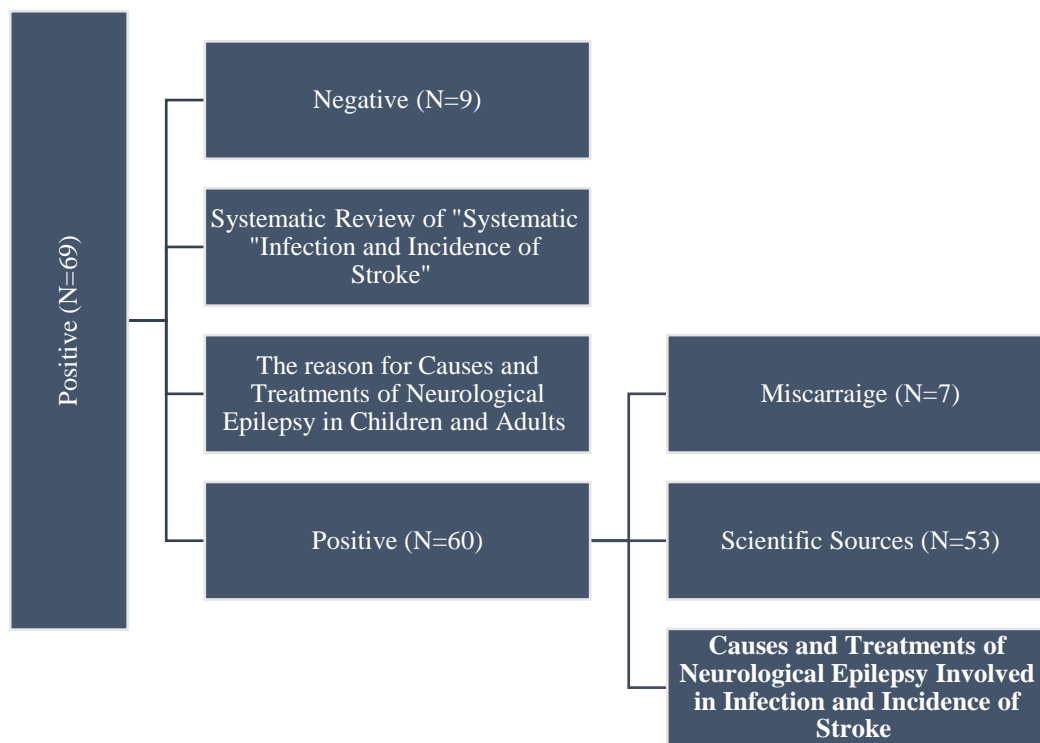 Positive (N=69)
Negative (N=9)
Systematic Review of "Systematic
"Infection and Incidence of
Stroke"
The reason for Causes and
Treatments of Neurological
Epilepsy in Children and Adults
Positive (N=60)
Miscarraige (N=7)
Scientific Sources (N=53)
Causes and Treatments of
Neurological Epilepsy Involved
in Infection and Incidence of
Stroke